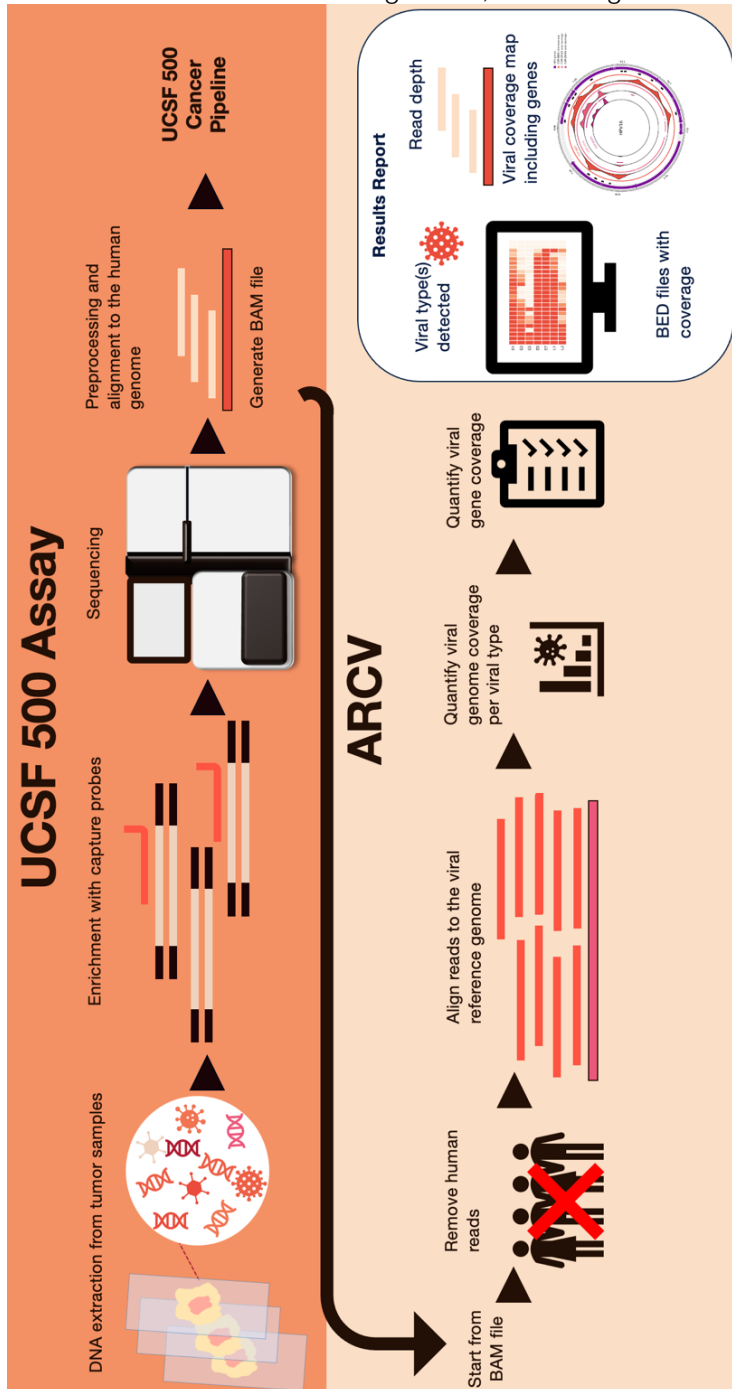 UCSF 500 Assay
DNA extraction from tumor samples
Enrichment with capture probes
Sequencing
Preprocessing and
alignment to the human
genome
Generate BAM file
UCSF 500
Cancer
Pipeline
ARCV
Start from
BAM file
Remove human
reads
Align reads to the viral
reference genome
Quantify viral
genome coverage
per viral type
Quantify viral
gene coverage
Results Report
Viral type(s)
detected
Read depth
Viral coverage map
including genes
BED files with
coverage
HPV16